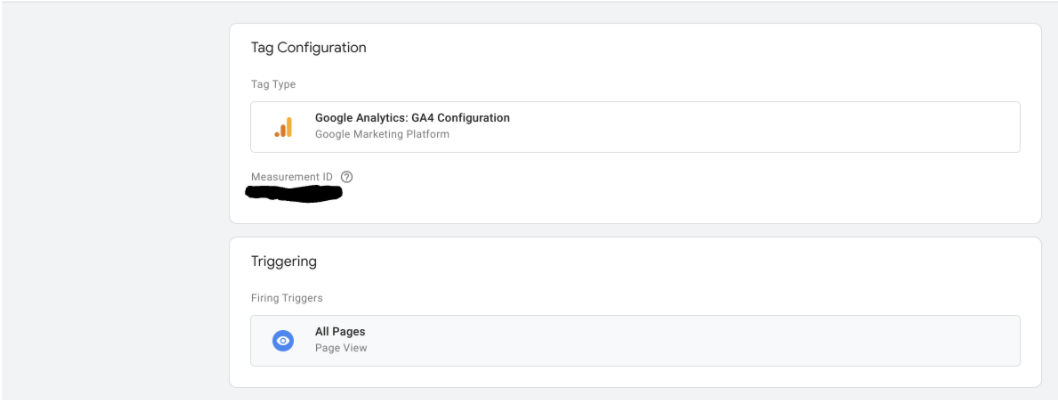 Tag Configuration
Tag Type
Google Analytics: GA4 Configuration
Google Marketing Platform
Measurement ID
Triggering
Firing Triggers
All Pages
Page View